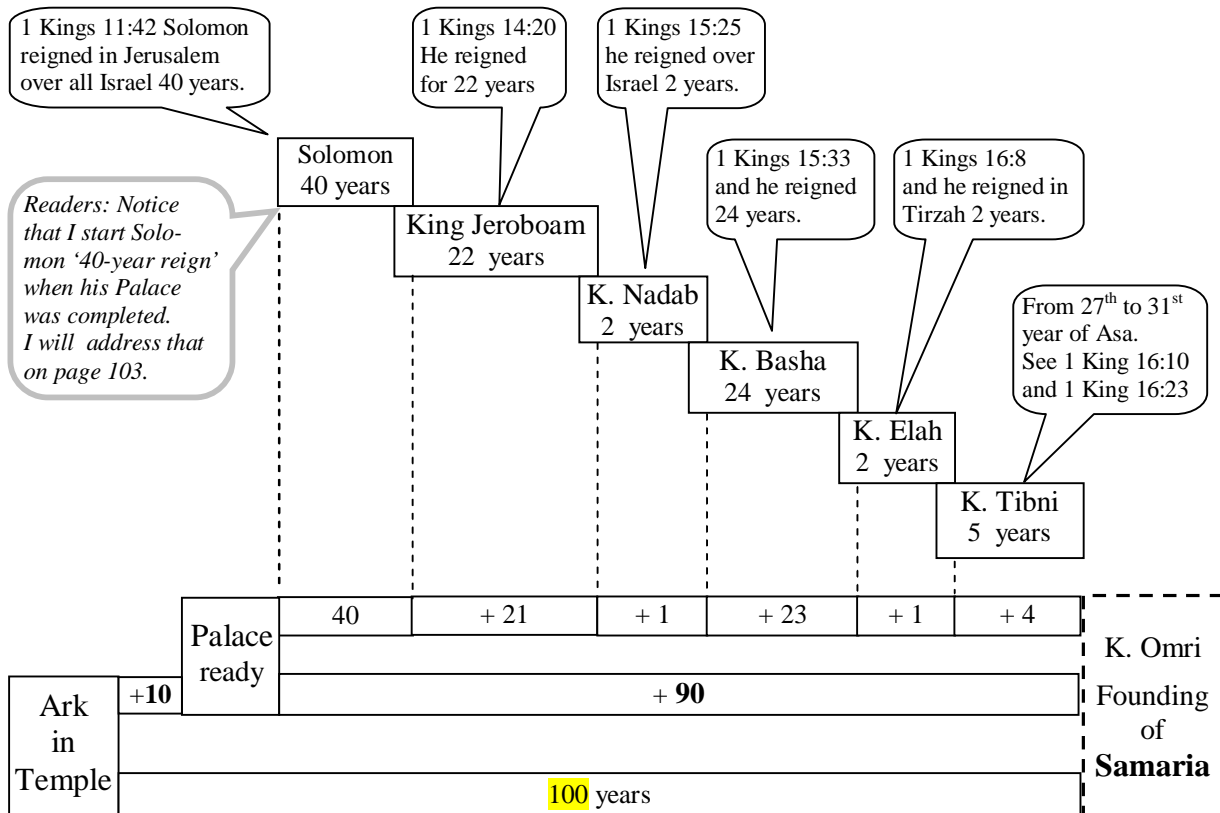 1 Kings 11:42 Solomon
reigned in Jerusalem
over all Israel 40 years.
1 Kings 14:20
He reigned
for 22 years
1 Kings 15:25
he reigned over
Israel 2 years.
Solomon
40 years
Readers: Notice
that I start Solo-
mon ‘40-year reign’
when his Palace
was completed.
I will address that
on page 103.
King Jeroboam
22 years
1 Kings 15:33
and he reigned
24 years.
1 Kings 16:8
and he reigned in
Tirzah 2 years.
K. Nadab
2 years
From 27th to 31st
year of Asa.
See 1 King 16:10
and 1 King 16:23
K. Basha
24 years
K. Elah
2 years
K. Tibni
5 years
40 + 21 + 1 + 23 + 1 + 4
Palace
ready
K. Omri
Founding
of
Samaria
+10
+ 90
Ark
in
Temple
100 years